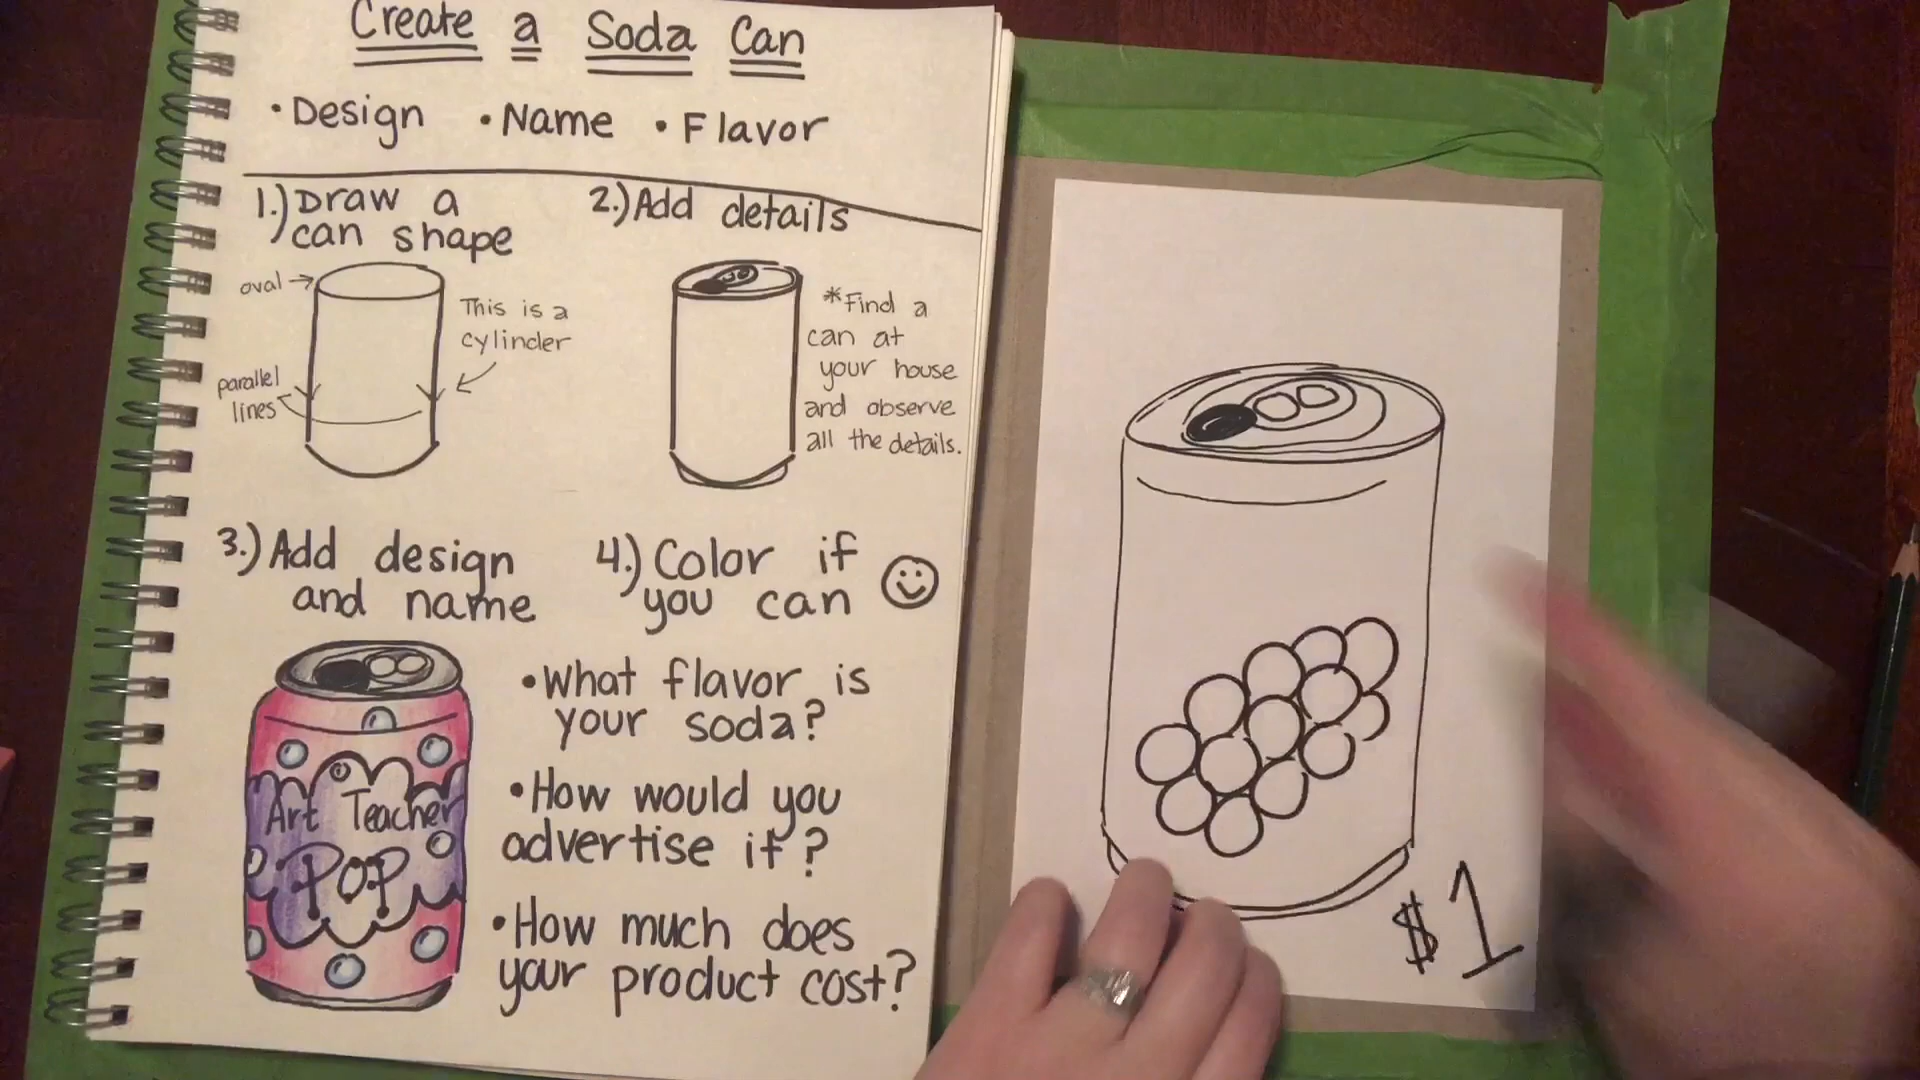 Create a Soda Can
• Design • Name • Flavor
1.) Draw a
can shape
oval →
This is a
cylinder
parallel
lines
2.) Add details
*Find a
can at
your house
and observe
all the details.
3.) Add design
and name
Art Teacher
POP
4.) Color if
you can
• What flavor is
your soda?
• How would you
advertise it?
• How much does
your product cost?
$1